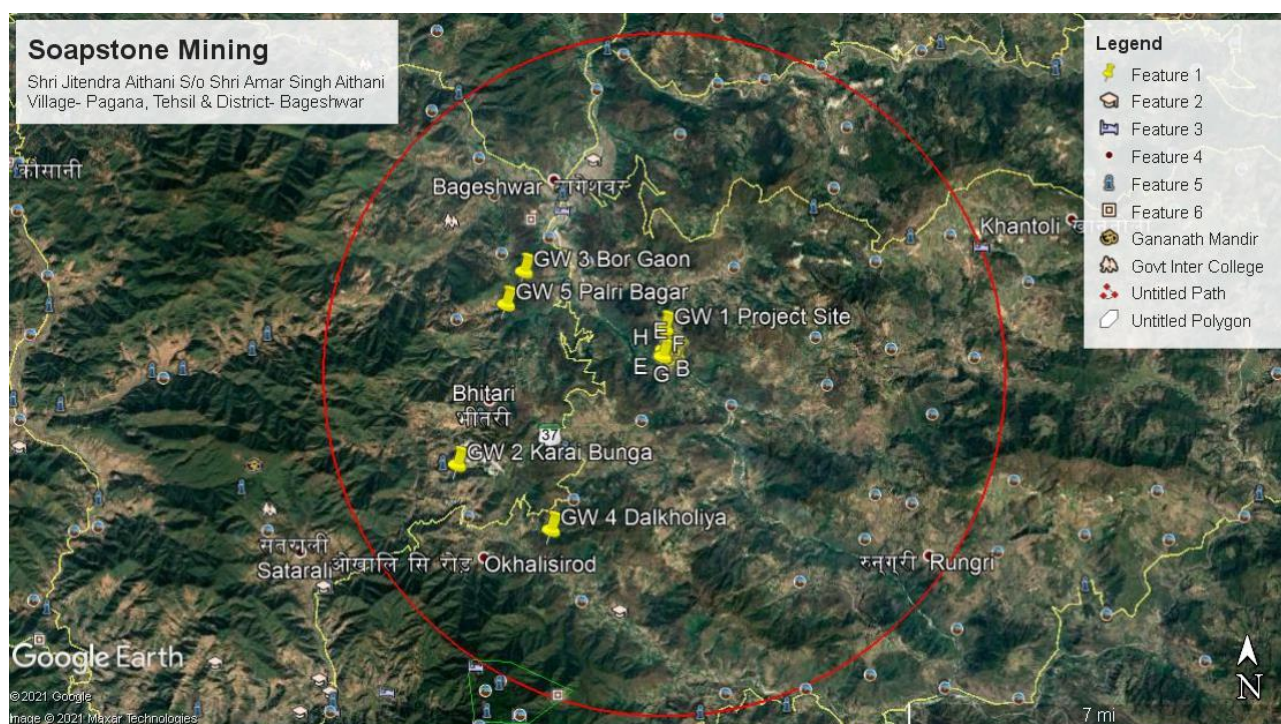 Soapstone Mining
Shri Jitendra Aithani S/o Shri Amar Singh Aithani
Village- Pagana, Tehsil & District- Bageshwar
Legend
Feature 1
Feature 2
Feature 3
Feature 4
Feature 5
Feature 6
Gananath Mandir
Govt Inter College
Untitled Path
Untitled Polygon
कौसानी
Bageshwar बागेश्वर
Khantoli
GW 3 Bor Gaon
GW 5 Palri Bagar
GW 1 Project Site
H E F
E G B
Bhitari
भीतरी
37
GW 2 Karai Bunga
GW 4 Dalkholiya
Satarali
ओखालि सि रोड़ Okhalisirod
रुनगरी Rungri
Google Earth
© 2021 Google
Image © 2021 Maxar Technologies
7 mi
N